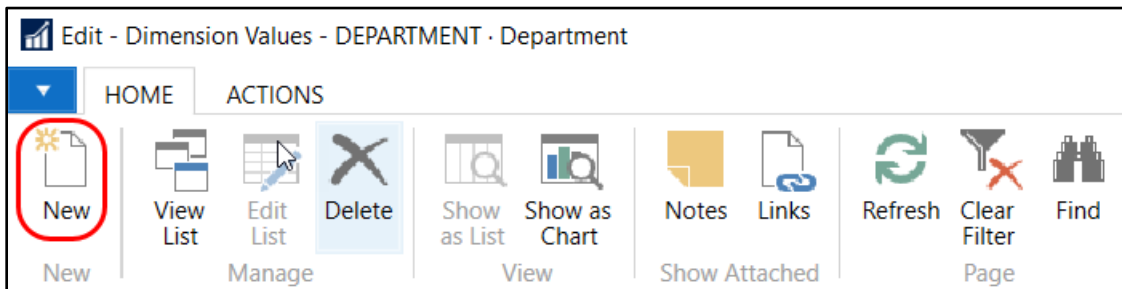 Edit - Dimension Values - DEPARTMENT · Department
HOME ACTIONS
New View List Edit List Delete Show as List Show as Chart Notes Links Refresh Clear Filter Find
New Manage View Show Attached Page